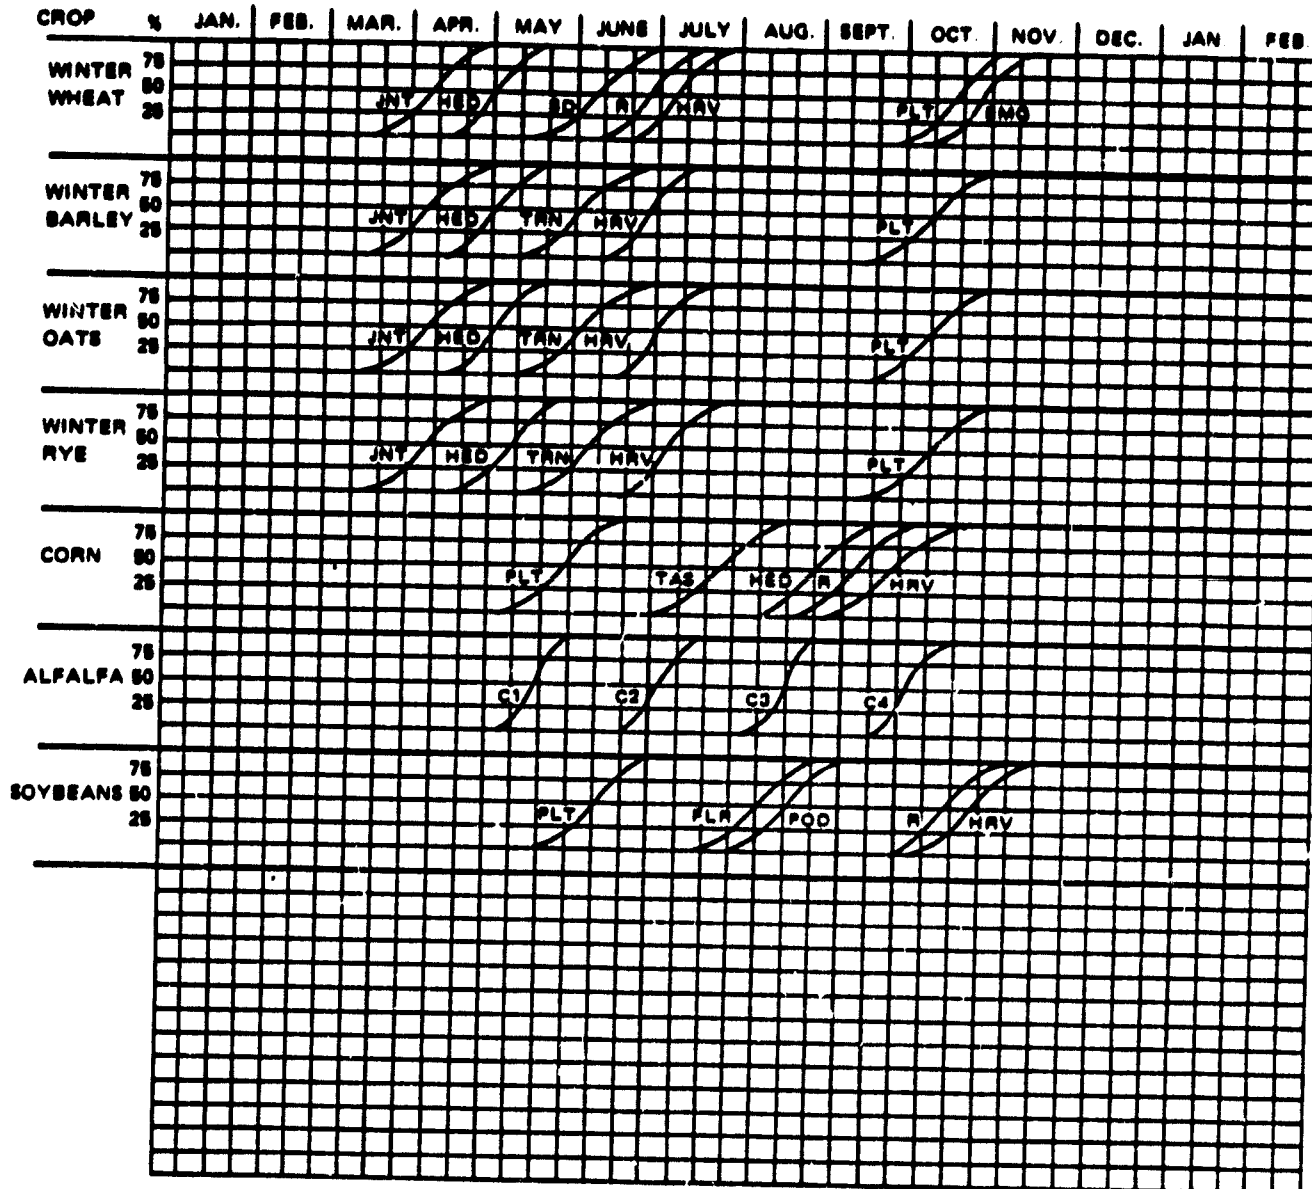 CROP % JAN. FEB. MAR. APR. MAY JUNE JULY AUG. SEPT. OCT. NOV. DEC. JAN FEB
75
WINTER 50
WHEAT 25
JNT HED SD R HRV PLT EMG
75
WINTER 50
BARLEY 25
JNT HED TRN HRV PLT
75
WINTER 50
OATS 25
JNT HED TRN HRV PLT
75
WINTER 50
RYE 25
JNT HED TRN HRV PLT
75
CORN 50
25
PLT TAS HED R HRV
75
ALFALFA 50
25
C1 C2 C3 C4
75
SOYBEANS 50
25
PLT FLR POD R HRV